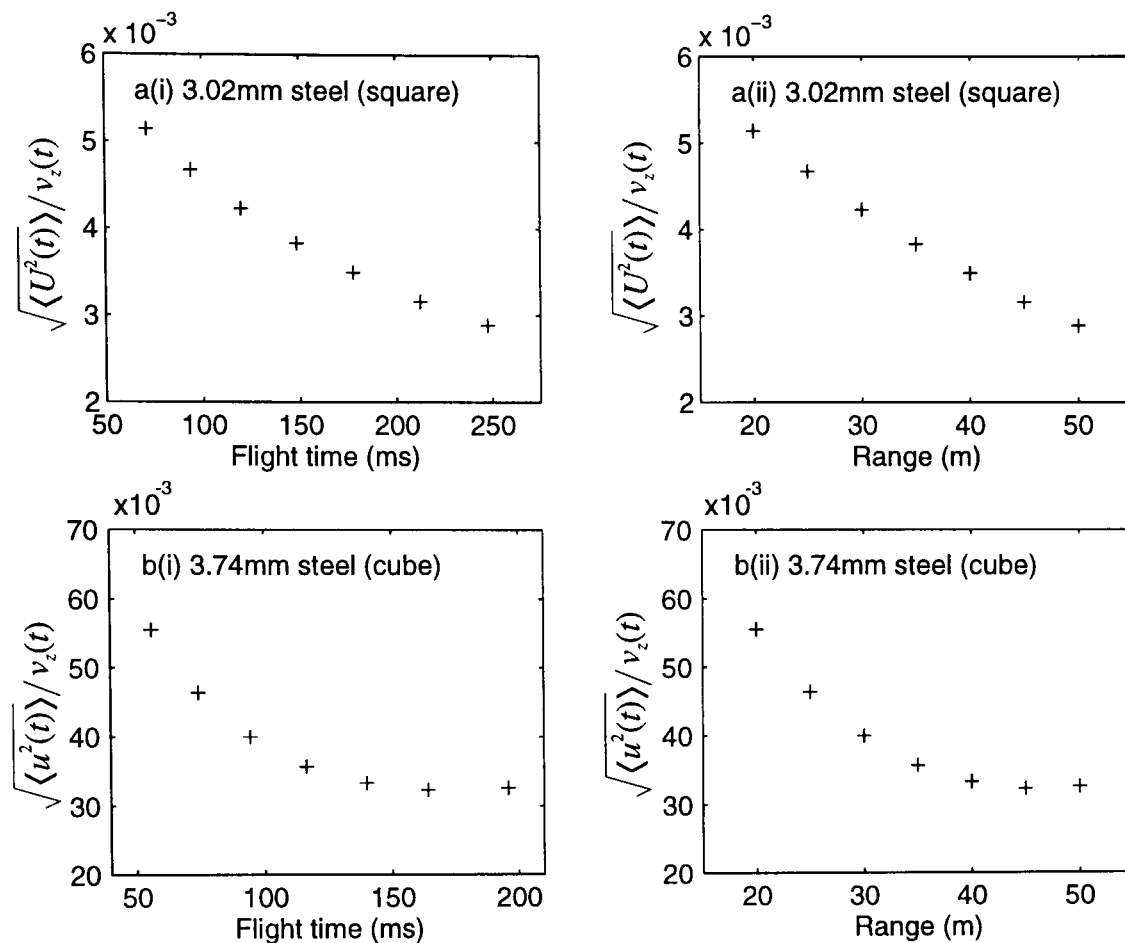 x 10⁻³
6
5
4
3
2
a(i) 3.02mm steel (square)
√⟨U²(t)⟩/v_z(t)
50 100 150 200 250
Flight time (ms)
x 10⁻³
6
5
4
3
2
a(ii) 3.02mm steel (square)
√⟨U²(t)⟩/v_z(t)
20 30 40 50
Range (m)
x10⁻³
70
60
50
40
30
20
b(i) 3.74mm steel (cube)
√⟨u²(t)⟩/v_z(t)
50 100 150 200
Flight time (ms)
x10⁻³
70
60
50
40
30
20
b(ii) 3.74mm steel (cube)
√⟨u²(t)⟩/v_z(t)
20 30 40 50
Range (m)